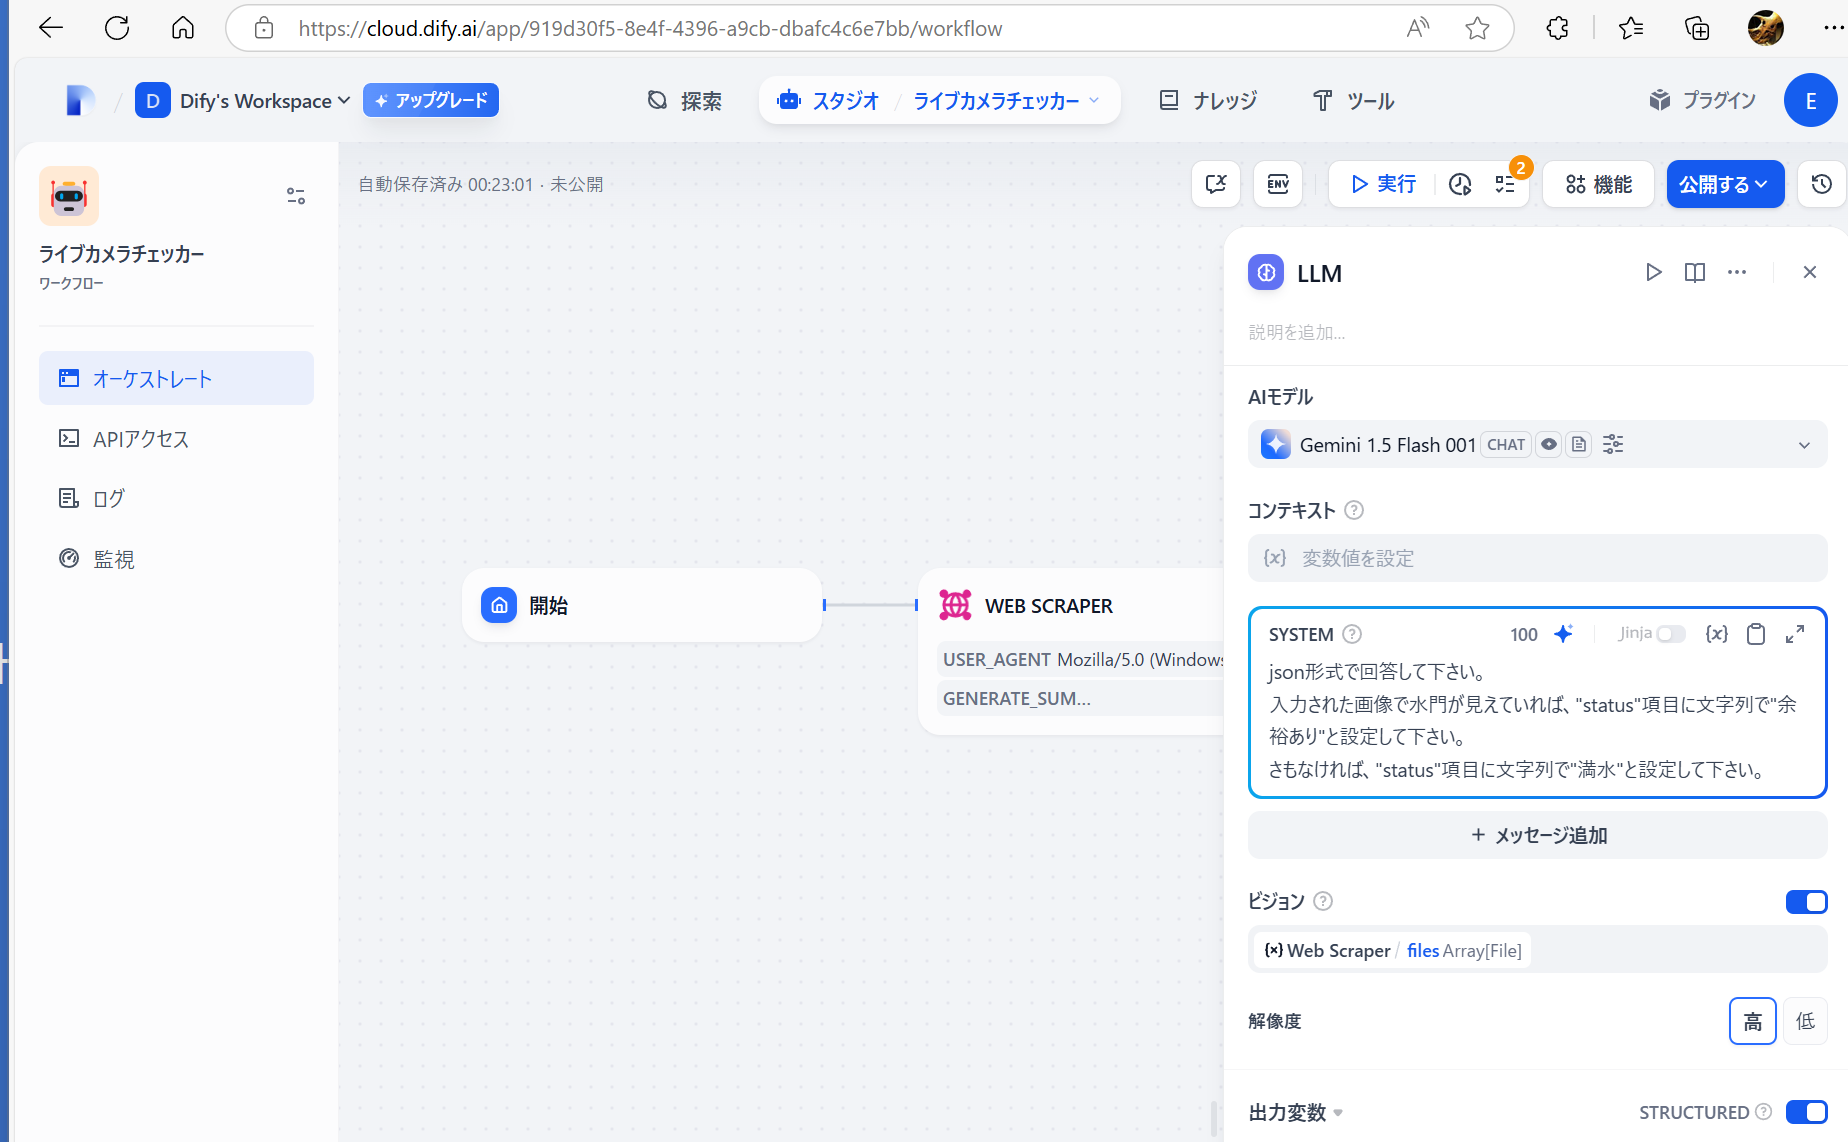 https://cloud.dify.ai/app/919d30f5-8e4f-4396-a9cb-dbafc4c6e7bb/workflow
D Dify's Workspace アップグレード 探索 スタジオ / ライブカメラチェッカー ナレッジ ツール プラグイン E
自動保存済み 00:23:01 · 未公開 ENV 実行 2 機能 公開する
ライブカメラチェッカー
ワークフロー
オーケストレート
APIアクセス
ログ
監視
開始
WEB SCRAPER
USER_AGENT Mozilla/5.0 (Windows
GENERATE_SUM...
LLM
説明を追加...
AIモデル
Gemini 1.5 Flash 001 CHAT
コンテキスト
{x} 変数値を設定
SYSTEM 100 Jinja {x}
json形式で回答して下さい。
入力された画像で水門が見えていれば、"status"項目に文字列で"余
裕あり"と設定して下さい。
さもなければ、"status"項目に文字列で"満水"と設定して下さい。
+ メッセージ追加
ビジョン
{x} Web Scraper / files Array[File]
解像度 高 低
出力変数 STRUCTURED